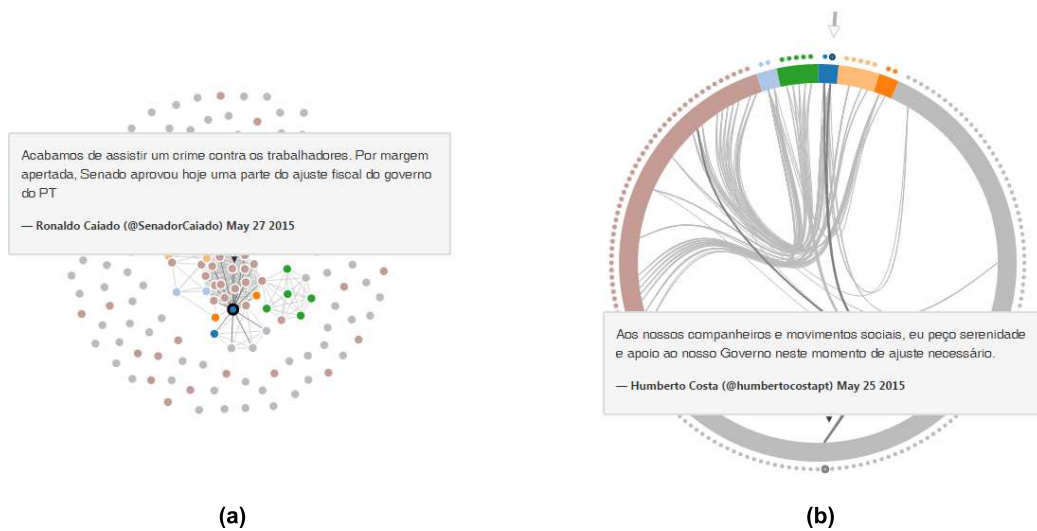 Acabamos de assistir um crime contra os trabalhadores. Por margem
apertada, Senado aprovou hoje uma parte do ajuste fiscal do governo
do PT
— Ronaldo Caiado (@SenadorCaiado) May 27 2015
Aos nossos companheiros e movimentos sociais, eu peço serenidade
e apoio ao nosso Governo neste momento de ajuste necessário.
— Humberto Costa (@humbertocostapt) May 25 2015
(a)
(b)